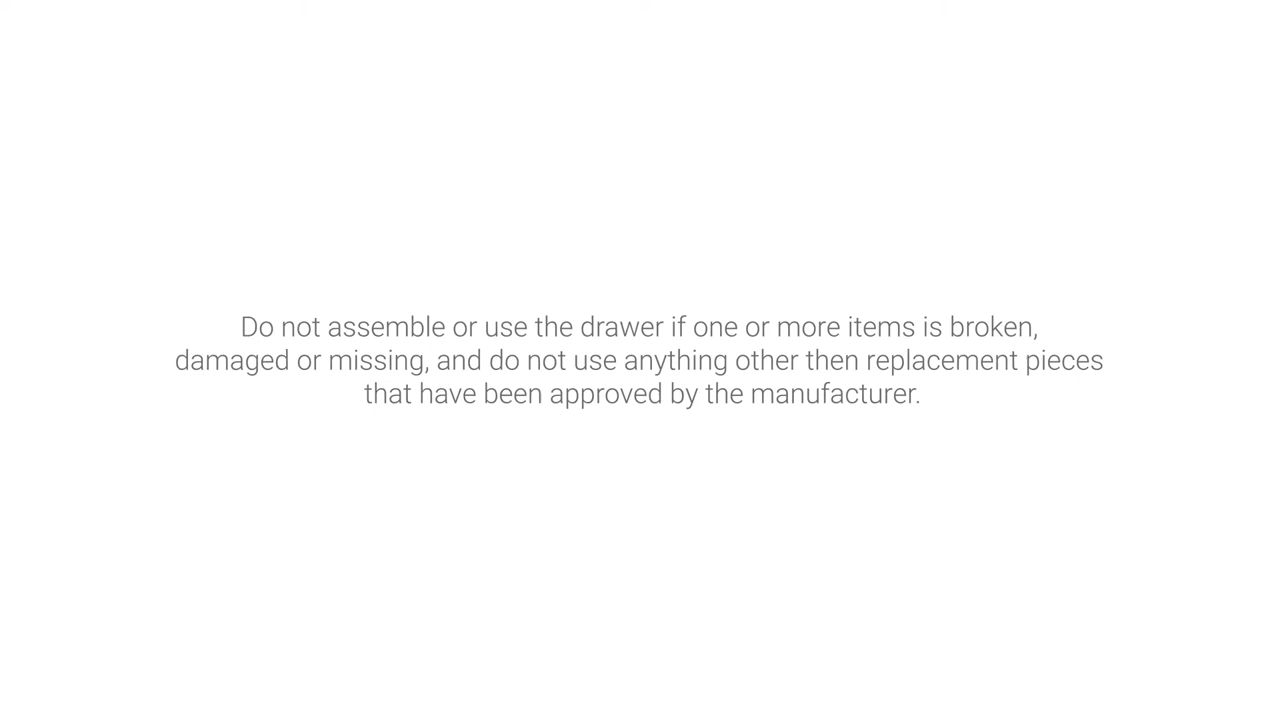 Do not assemble or use the drawer if one or more items is broken,
damaged or missing, and do not use anything other then replacement pieces
that have been approved by the manufacturer.